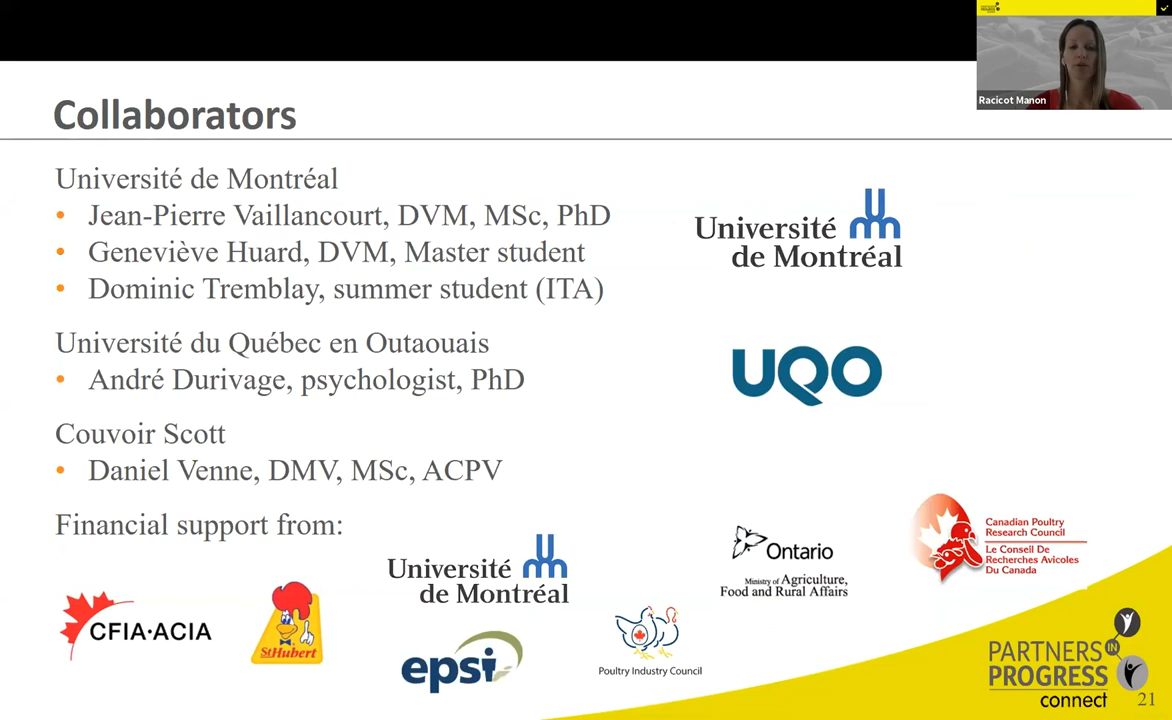 Racicot Manon
Collaborators
Université de Montréal
• Jean-Pierre Vaillancourt, DVM, MSc, PhD
• Geneviève Huard, DVM, Master student
• Dominic Tremblay, summer student (ITA)
Université
de Montréal
Université du Québec en Outaouais
• André Durivage, psychologist, PhD
UQO
Couvoir Scott
• Daniel Venne, DMV, MSc, ACPV
Financial support from:
CFIA·ACIA
StHubert
Université
de Montréal
epsi
Poultry Industry Council
Ontario
Ministry of Agriculture,
Food and Rural Affairs
Canadian Poultry
Research Council
Le Conseil De
Recherches Avicoles
Du Canada
PARTNERS IN
PROGRESS
connect
21